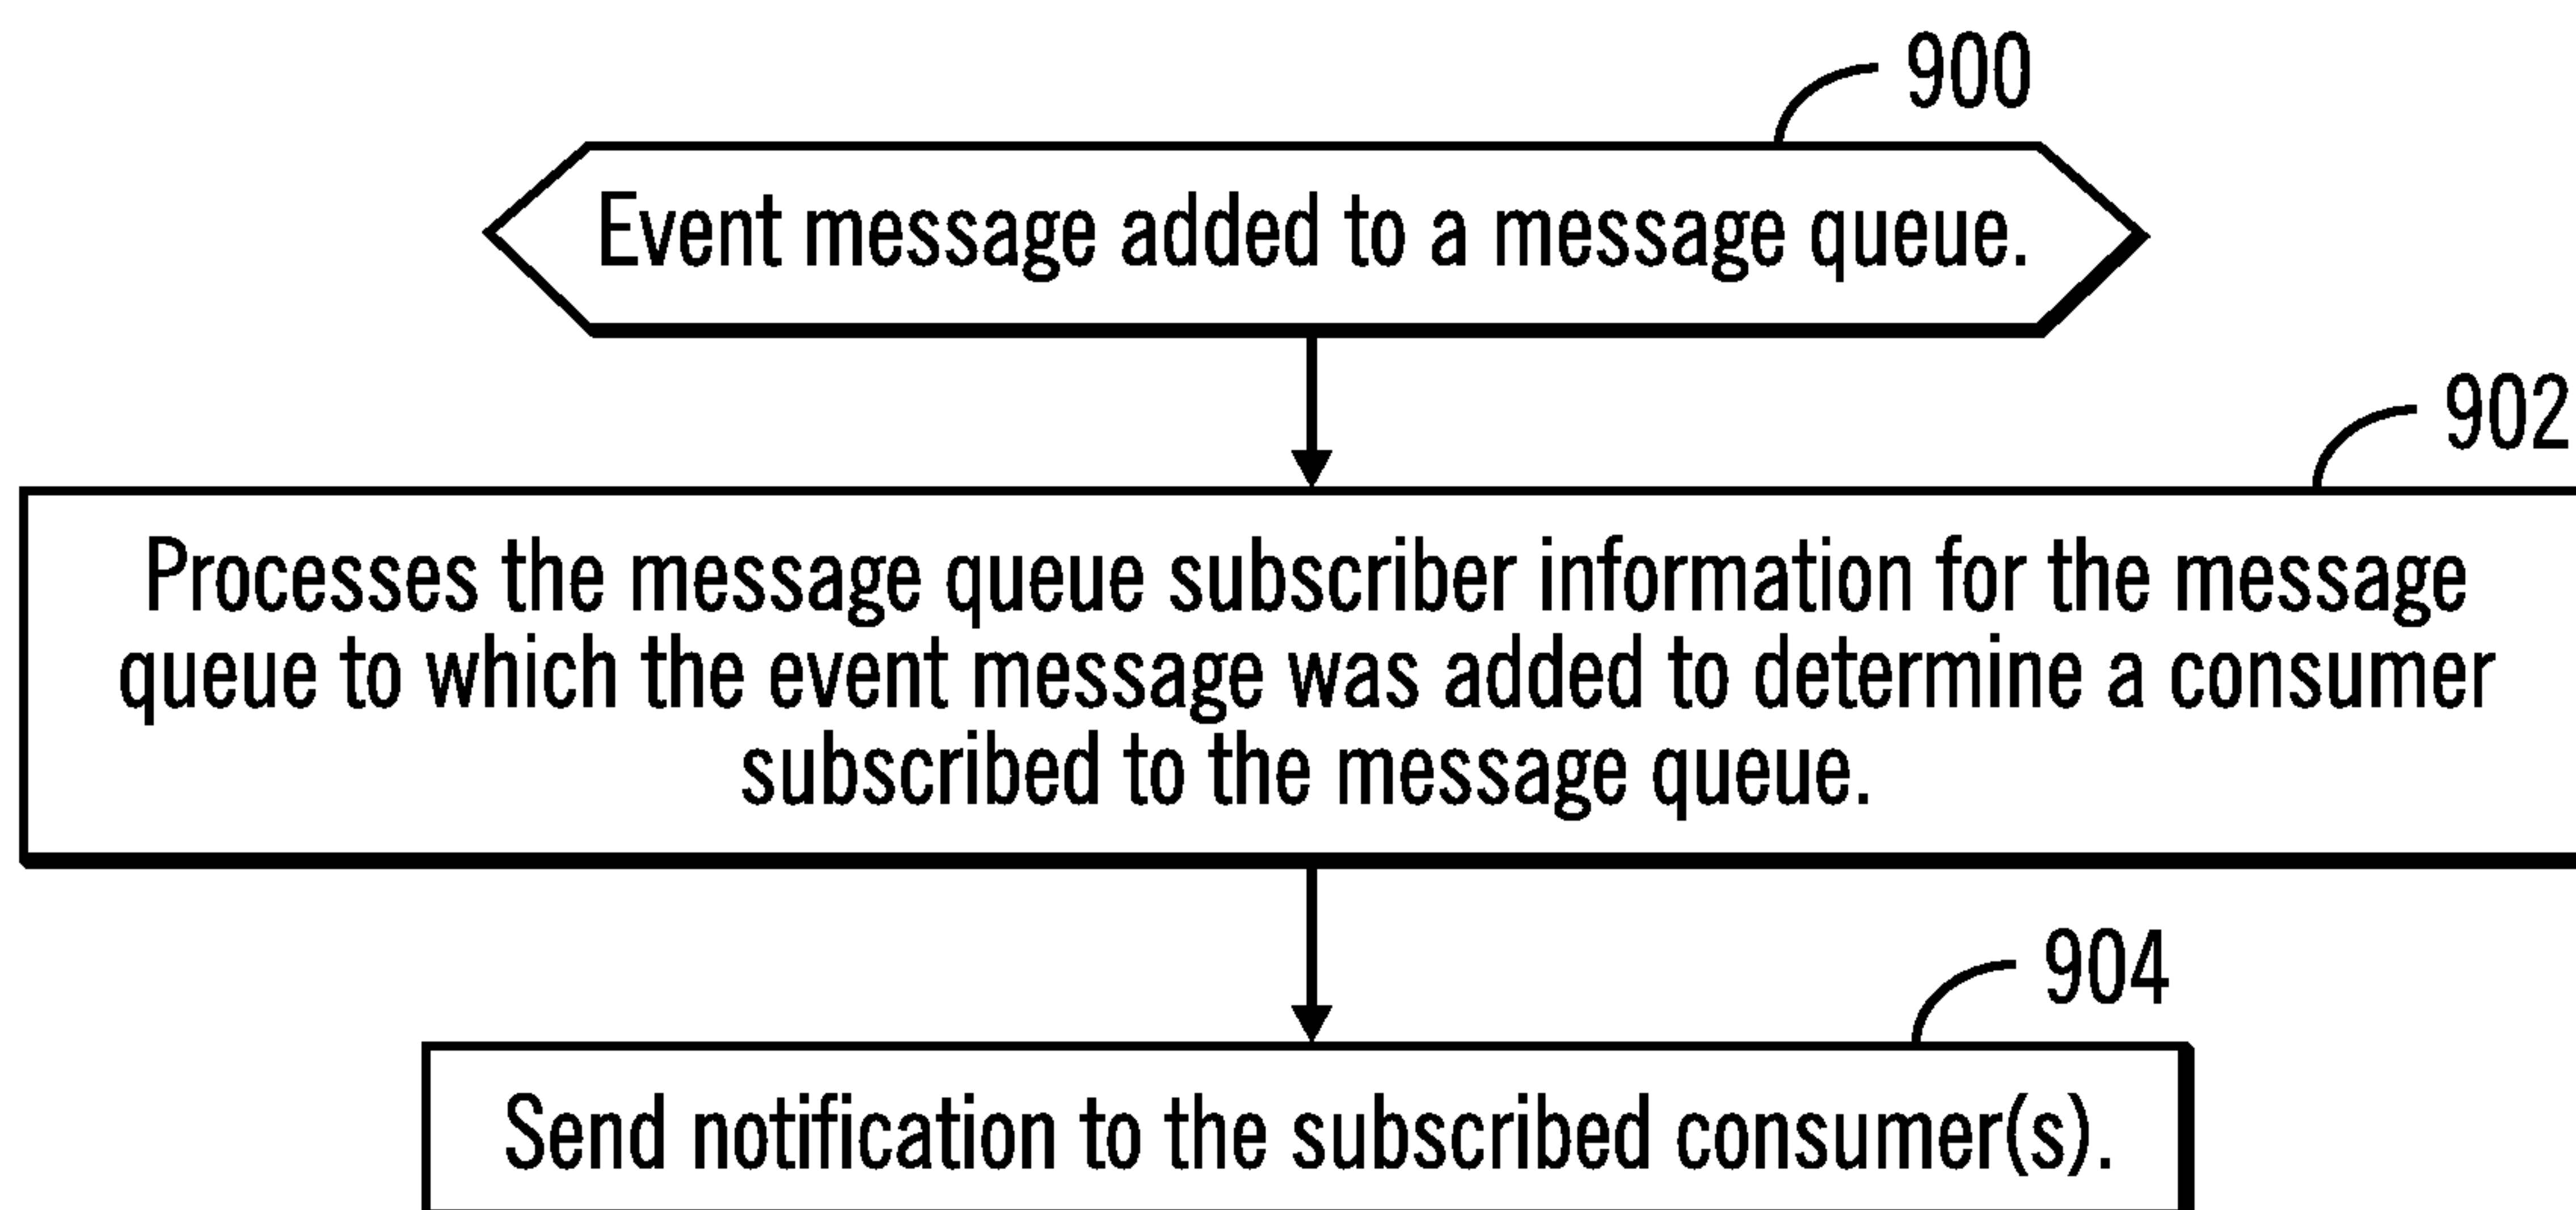 900
Event message added to a message queue.
902
Processes the message queue subscriber information for the message
queue to which the event message was added to determine a consumer
subscribed to the message queue.
904
Send notification to the subscribed consumer(s).